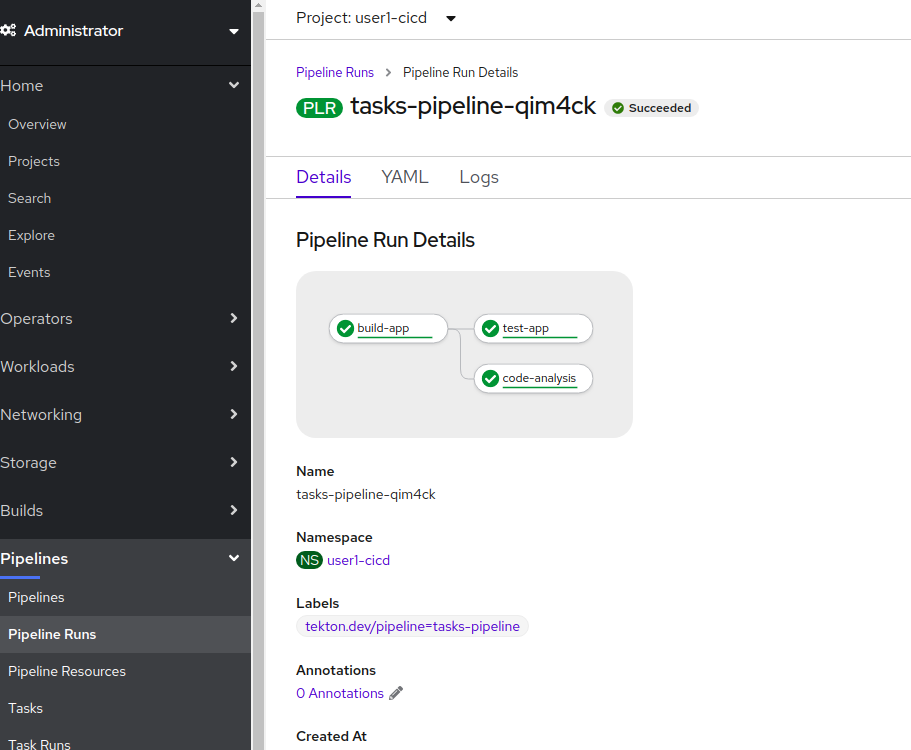 Administrator
Home
Overview
Projects
Search
Explore
Events
Operators
Workloads
Networking
Storage
Builds
Pipelines
Pipelines
Pipeline Runs
Pipeline Resources
Tasks
Task Runs
Project: user1-cicd
Pipeline Runs > Pipeline Run Details
PLR tasks-pipeline-qim4ck Succeeded
Details YAML Logs
Pipeline Run Details
build-app test-app
code-analysis
Name
tasks-pipeline-qim4ck
Namespace
NS user1-cicd
Labels
tekton.dev/pipeline=tasks-pipeline
Annotations
0 Annotations
Created At